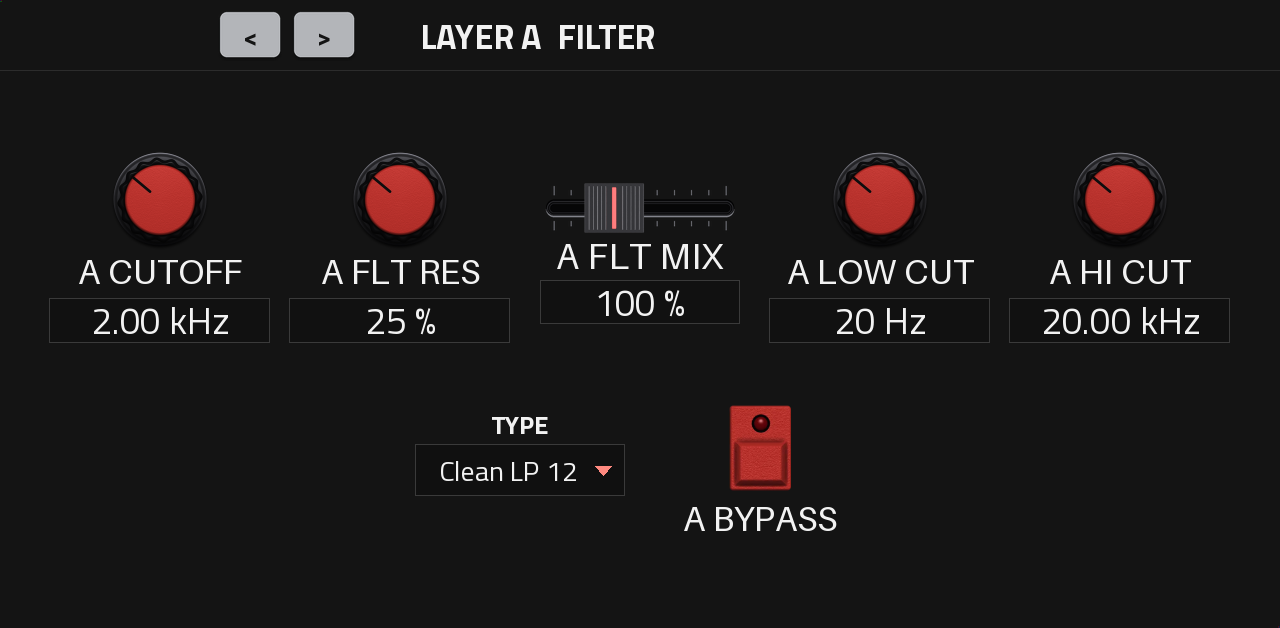 < > LAYER A FILTER
A CUTOFF A FLT RES A FLT MIX A LOW CUT A HI CUT
2.00 kHz 25 % 100 % 20 Hz 20.00 kHz
TYPE
Clean LP 12
A BYPASS